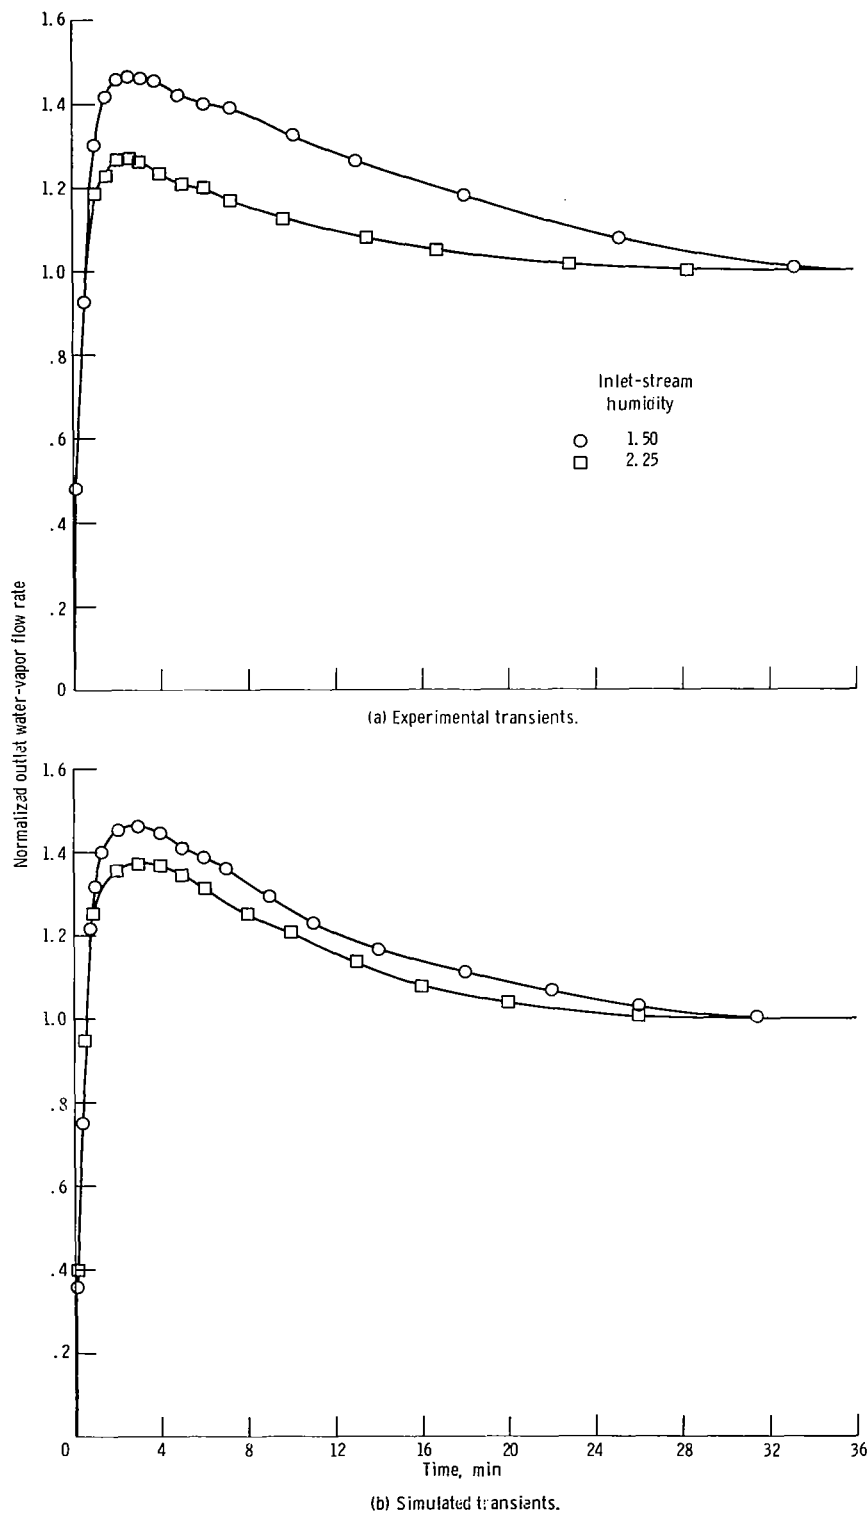 1.6
1.4
1.2
1.0
.8
.6
.4
.2
0
Inlet-stream
humidity
1.50
2.25
(a) Experimental transients.
Normalized outlet water-vapor flow rate
1.6
1.4
1.2
1.0
.8
.6
.4
.2
0 4 8 12 16 20 24 28 32 36
Time, min
(b) Simulated transients.